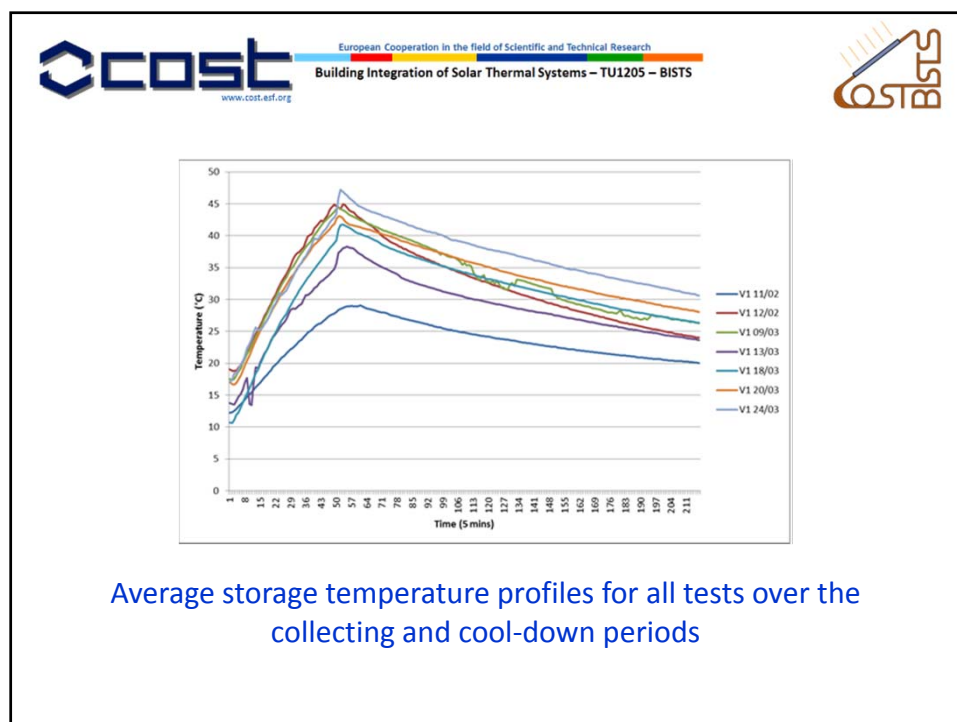 cost
www.cost.esf.org
European Cooperation in the field of Scientific and Technical Research
Building Integration of Solar Thermal Systems – TU1205 – BISTS
COST BISTS
50
45
40
35
30
25
20
15
10
5
0
Temperature (°C)
1 8 15 22 29 36 43 50 57 64 71 78 85 92 99 106 113 120 127 134 141 148 155 162 169 176 183 190 197 204 211
Time (5 mins)
V1 11/02
V1 12/02
V1 09/03
V1 13/03
V1 18/03
V1 20/03
V1 24/03
Average storage temperature profiles for all tests over the
collecting and cool-down periods